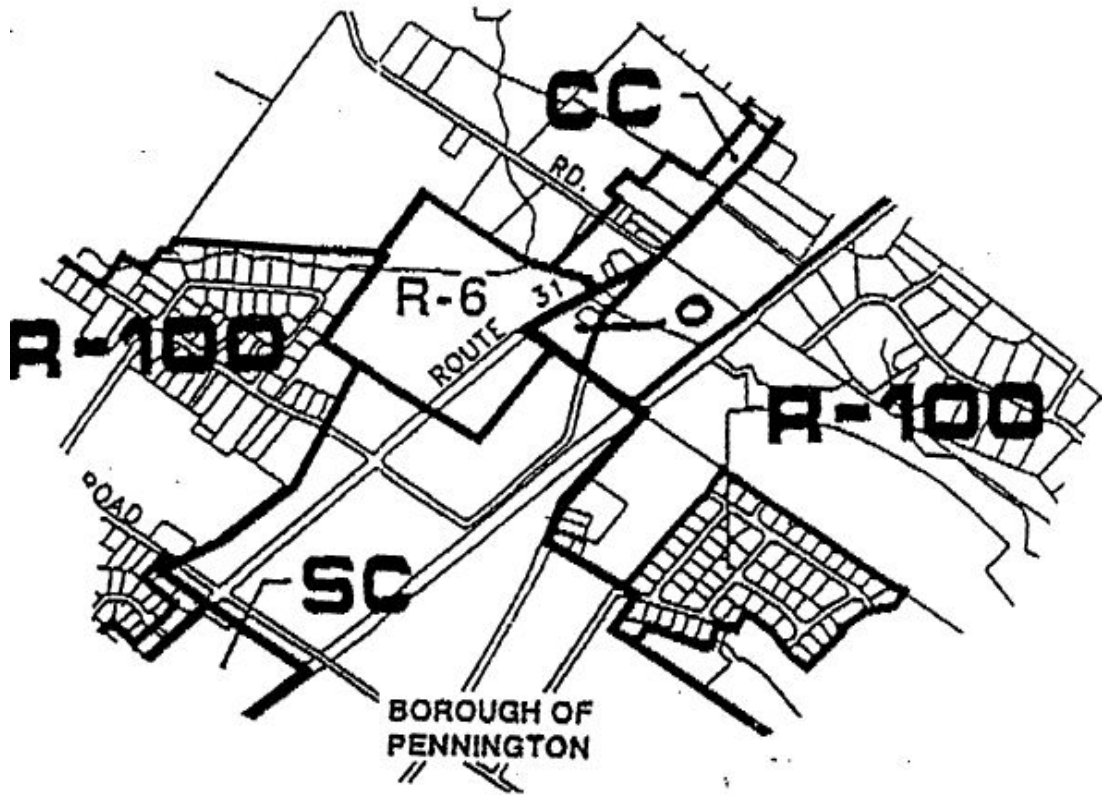 CC
RD.
R-6
31
ROUTE
O
R-100
R-100
ROAD
SC
BOROUGH OF
PENNINGTON